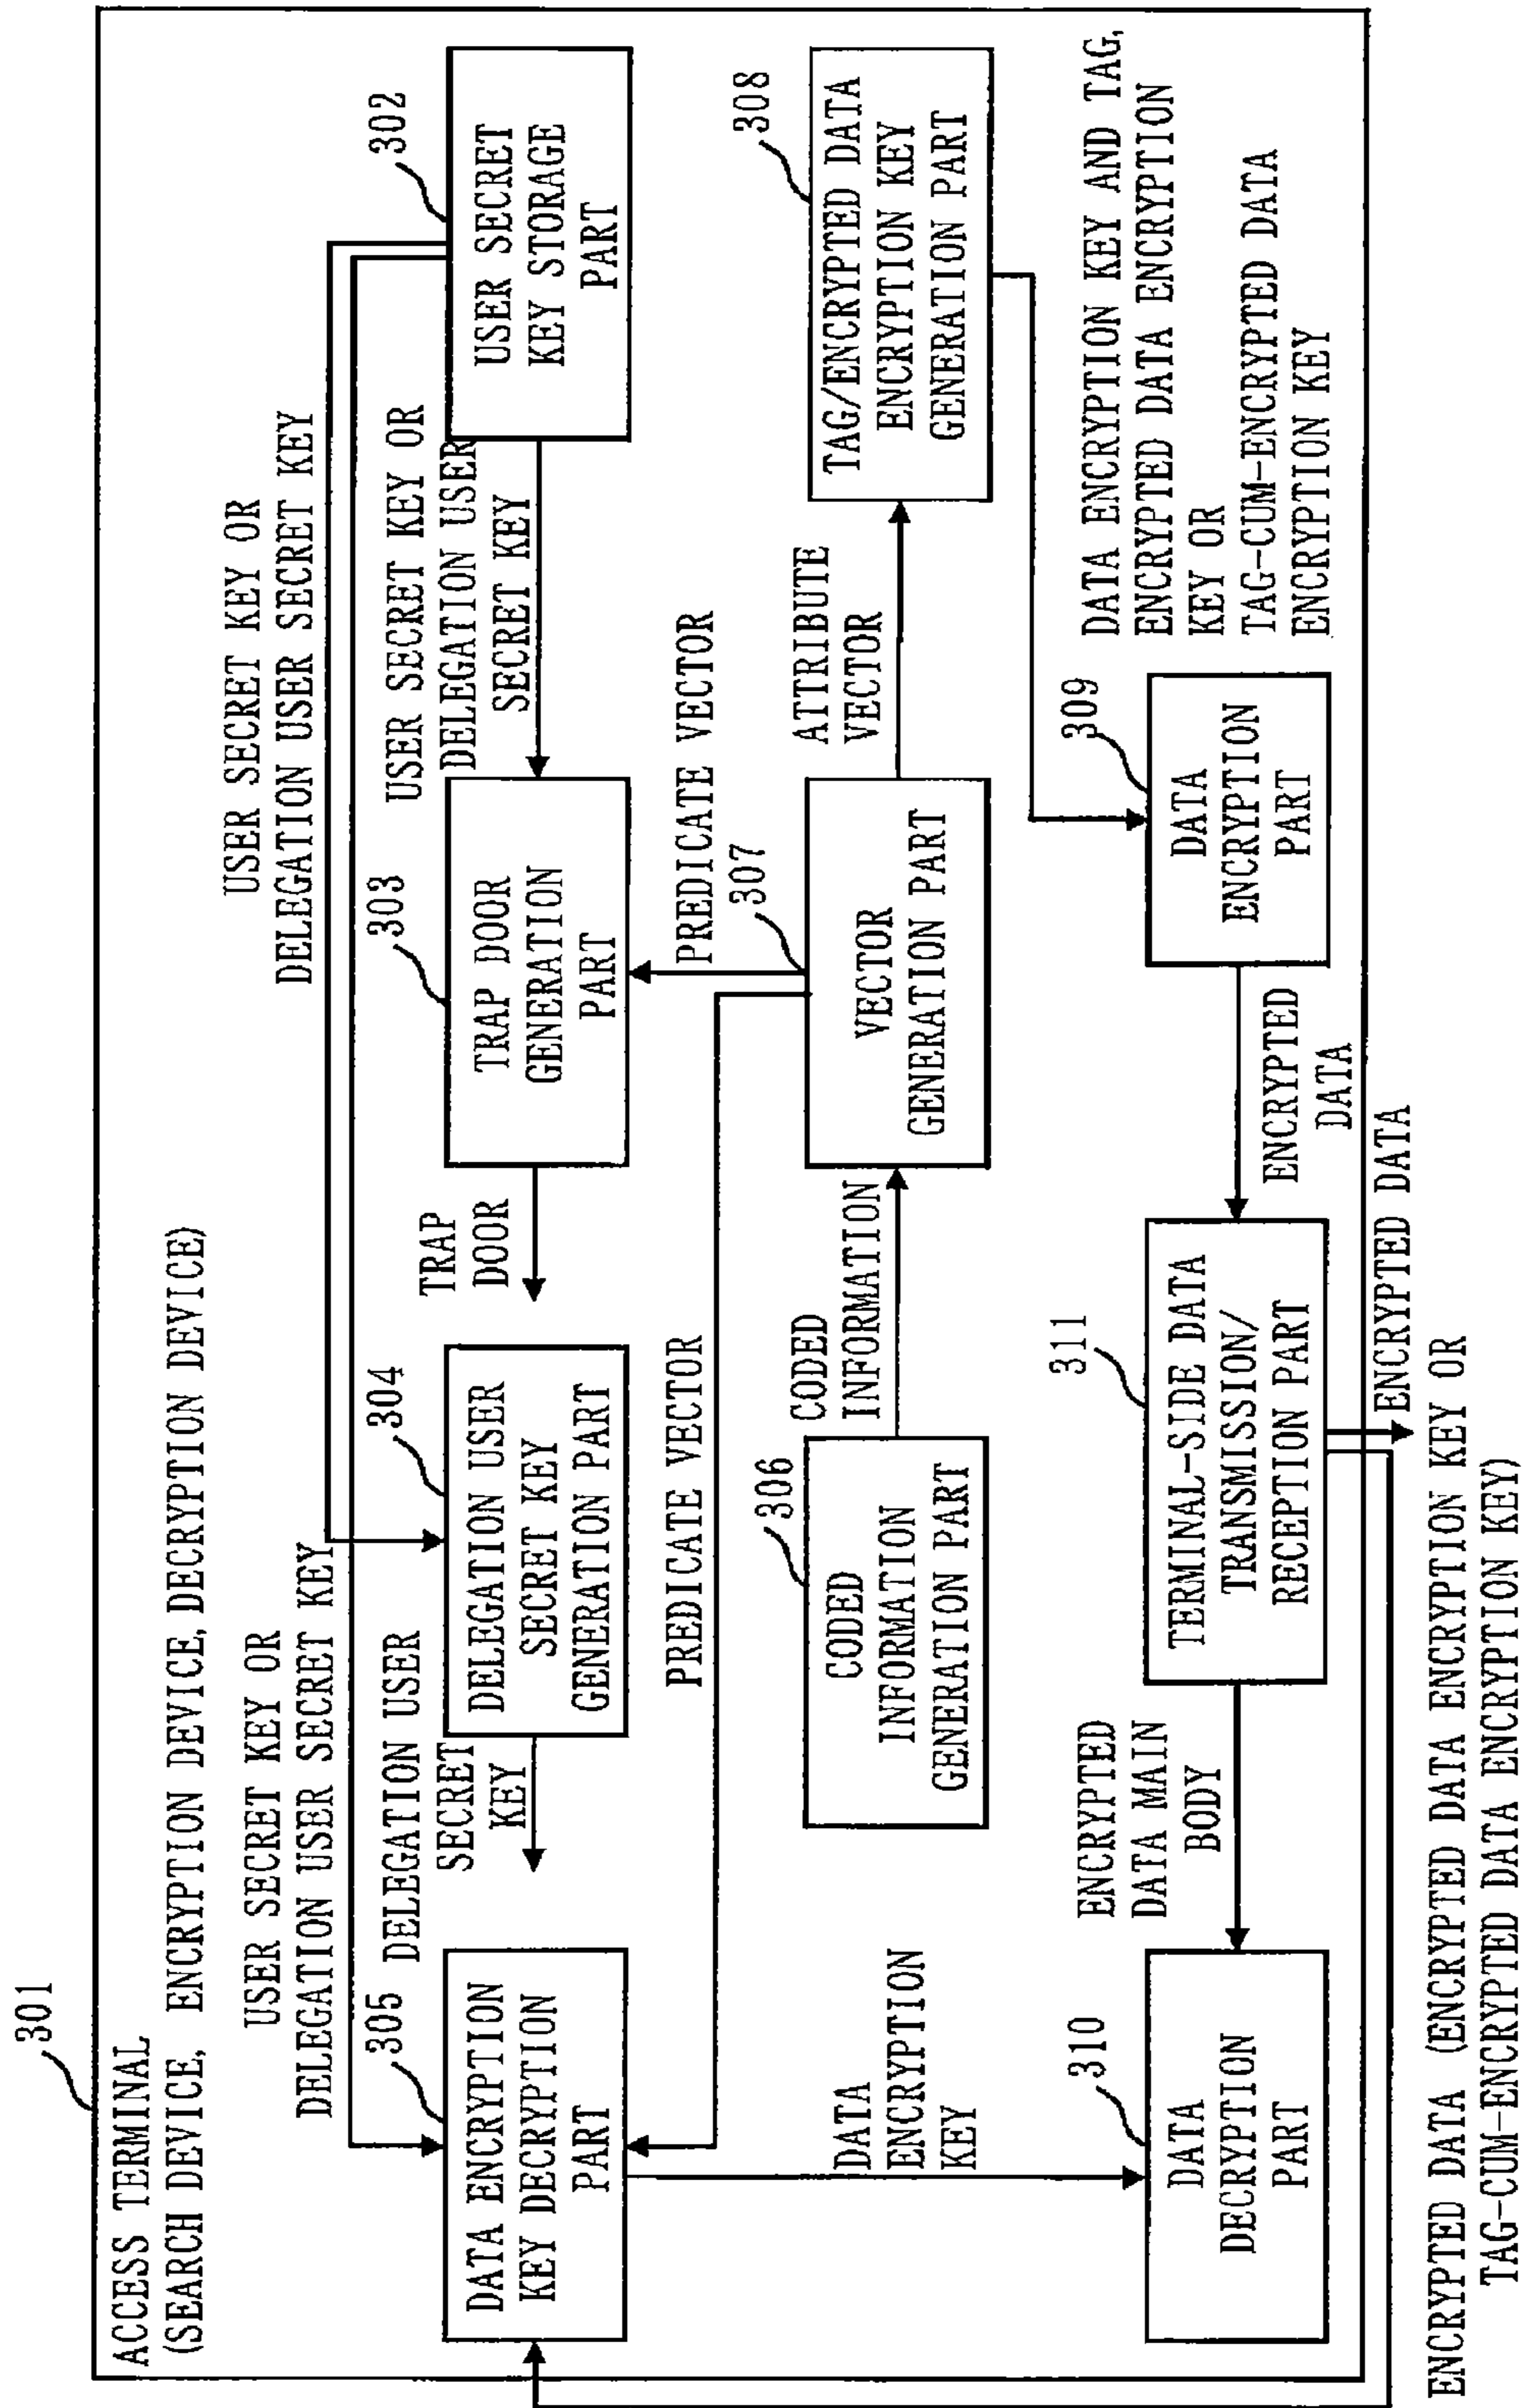 301
ACCESS TERMINAL
(SEARCH DEVICE, ENCRYPTION DEVICE, DECRYPTION DEVICE)
USER SECRET KEY OR
DELEGATION USER SECRET KEY
USER SECRET KEY OR
DELEGATION USER SECRET KEY
305
DATA ENCRYPTION
KEY DECRYPTION
PART
DELEGATION USER
SECRET
KEY
304
DELEGATION USER
SECRET KEY
GENERATION PART
TRAP
DOOR
303
TRAP DOOR
GENERATION
PART
USER SECRET KEY OR
DELEGATION USER
SECRET KEY
302
USER SECRET
KEY STORAGE
PART
PREDICATE VECTOR
PREDICATE VECTOR
306
CODED
INFORMATION
GENERATION PART
CODED
INFORMATION
307
VECTOR
GENERATION PART
ATTRIBUTE
VECTOR
308
TAG/ENCRYPTED DATA
ENCRYPTION KEY
GENERATION PART
DATA
ENCRYPTION
KEY
310
DATA
DECRYPTION
PART
ENCRYPTED
DATA MAIN
BODY
311
TERMINAL-SIDE DATA
TRANSMISSION/
RECEPTION PART
ENCRYPTED
DATA
309
DATA
ENCRYPTION
PART
DATA ENCRYPTION KEY AND TAG,
ENCRYPTED DATA ENCRYPTION
KEY OR
TAG-CUM-ENCRYPTED DATA
ENCRYPTION KEY
ENCRYPTED DATA
ENCRYPTED DATA (ENCRYPTED DATA ENCRYPTION KEY OR
TAG-CUM-ENCRYPTED DATA ENCRYPTION KEY)